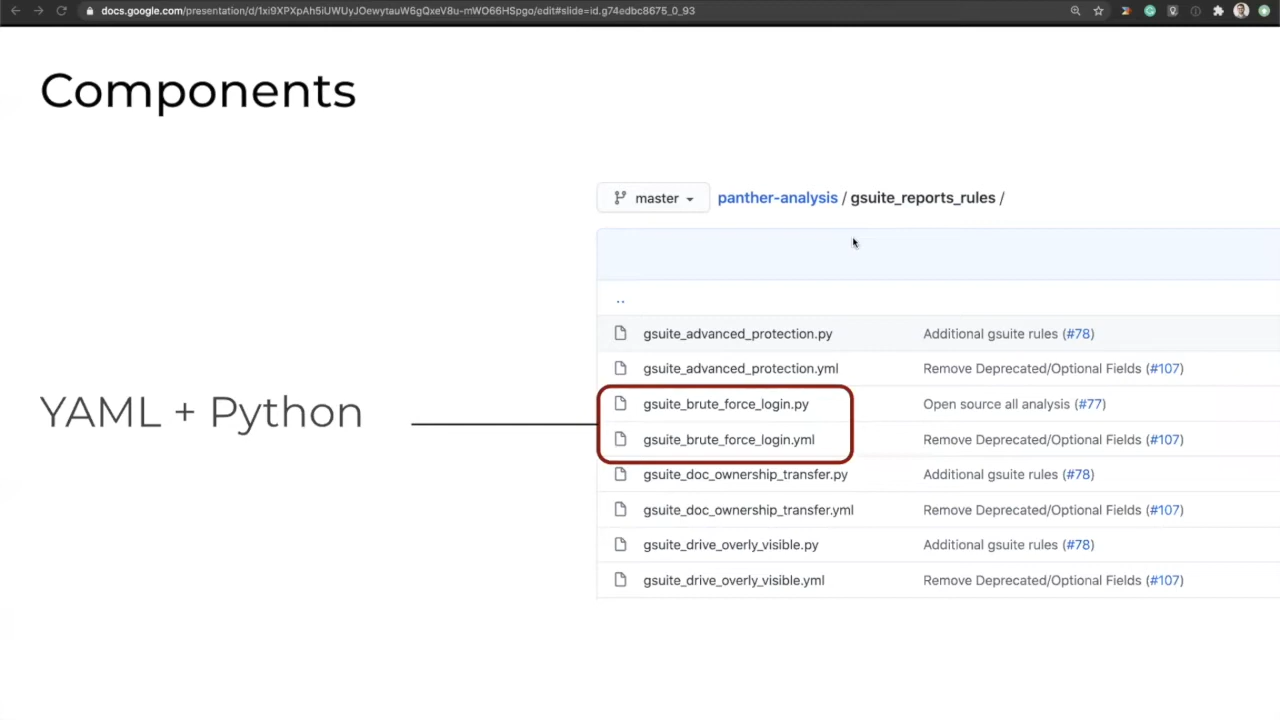 docs.google.com/presentation/d/1xi9XPXpAh5iUWUyJOewytauW6gQxeV8u-mWO66HSpgo/edit#slide=id.g74edbc8675_0_93
Components
master
panther-analysis / gsuite_reports_rules /
..
gsuite_advanced_protection.py Additional gsuite rules (#78)
gsuite_advanced_protection.yml Remove Deprecated/Optional Fields (#107)
YAML + Python
gsuite_brute_force_login.py Open source all analysis (#77)
gsuite_brute_force_login.yml Remove Deprecated/Optional Fields (#107)
gsuite_doc_ownership_transfer.py Additional gsuite rules (#78)
gsuite_doc_ownership_transfer.yml Remove Deprecated/Optional Fields (#107)
gsuite_drive_overly_visible.py Additional gsuite rules (#78)
gsuite_drive_overly_visible.yml Remove Deprecated/Optional Fields (#107)